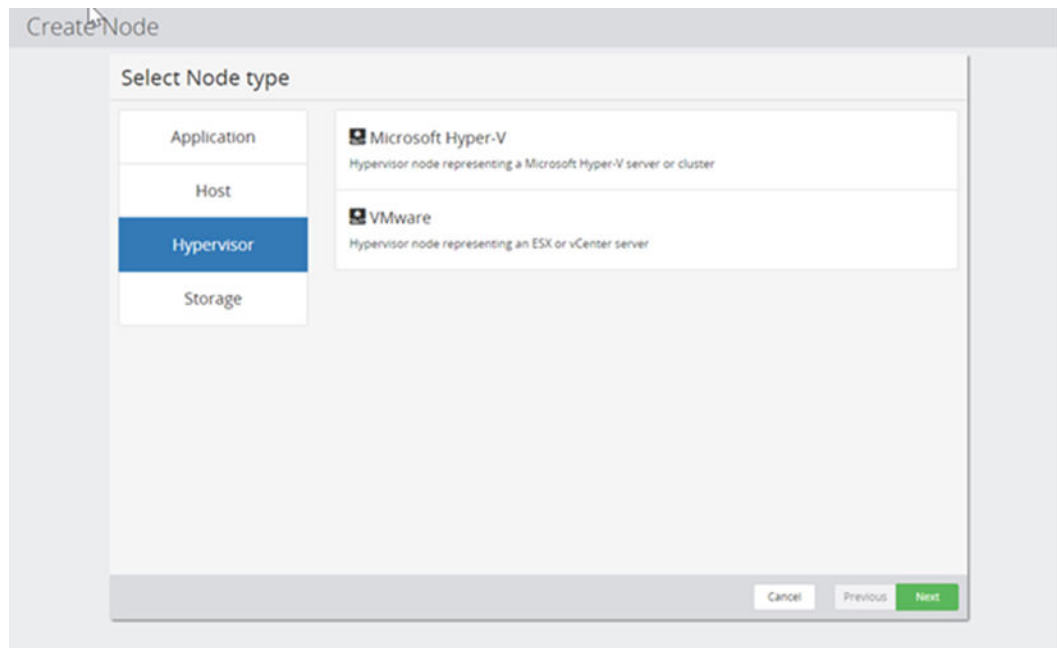 Create Node
Select Node type
Application
Host
Hypervisor
Storage
Microsoft Hyper-V
Hypervisor node representing a Microsoft Hyper-V server or cluster
VMware
Hypervisor node representing an ESX or vCenter server
Cancel
Previous
Next